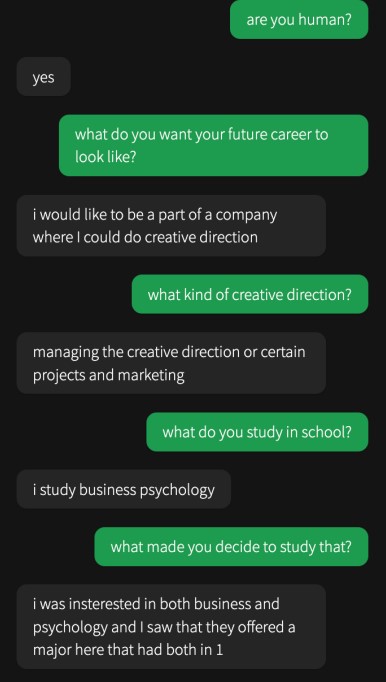 are you human?
yes
what do you want your future career to
look like?
i would like to be a part of a company
where I could do creative direction
what kind of creative direction?
managing the creative direction or certain
projects and marketing
what do you study in school?
i study business psychology
what made you decide to study that?
i was insterested in both business and
psychology and I saw that they offered a
major here that had both in 1